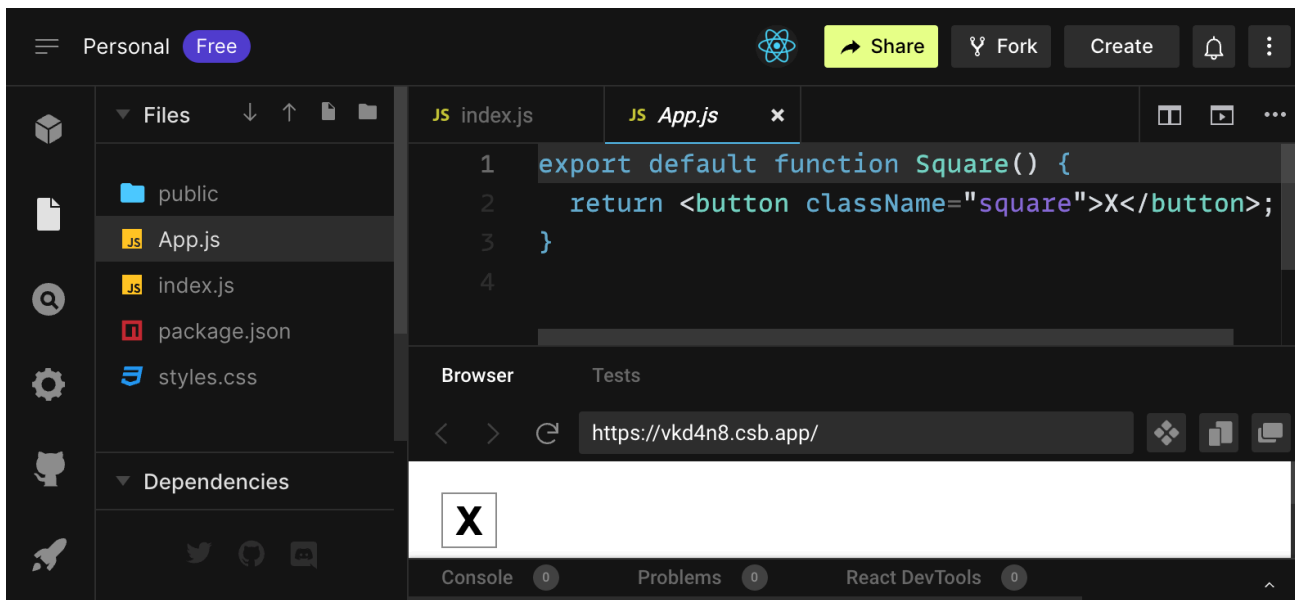 Personal Free Share Fork Create
Files
JS index.js JS App.js
public
JS App.js
JS index.js
package.json
styles.css
Dependencies
1 export default function Square() {
2 return <button className="square">X</button>;
3 }
4
Browser Tests
https://vkd4n8.csb.app/
X
Console 0 Problems 0 React DevTools 0